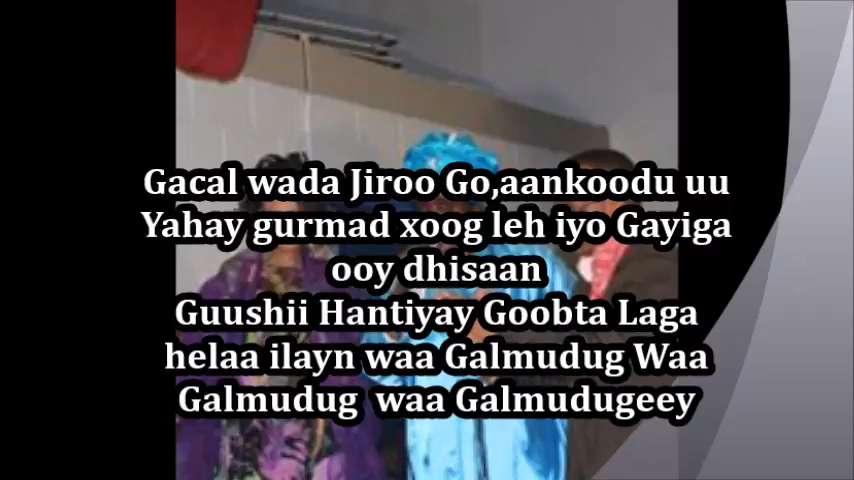 Gacal wada Jiroo Go,aankoodu uu
Yahay gurmad xoog leh iyo Gayiga
ooy dhisaan
Guushii Hantiyay Goobta Laga
helaa ilayn waa Galmudug Waa
Galmudug waa Galmudugeey